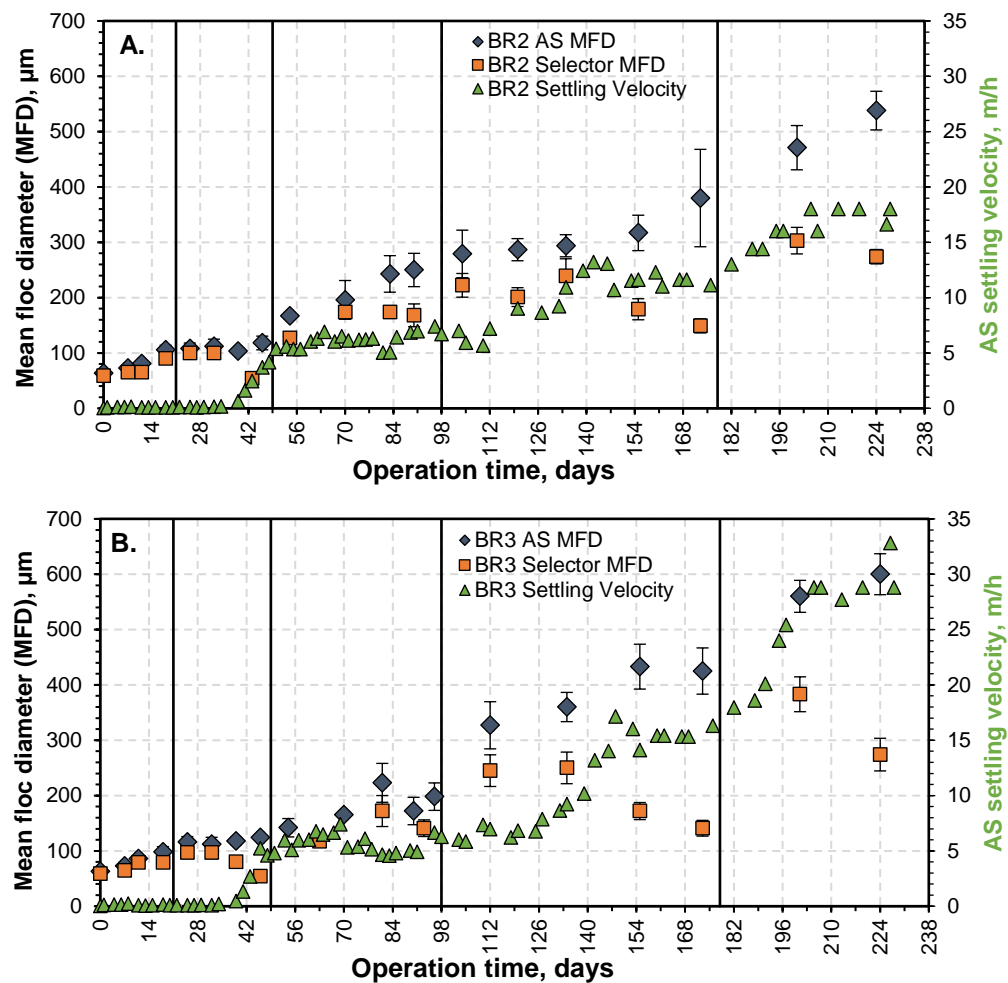 A.
BR2 AS MFD
BR2 Selector MFD
BR2 Settling Velocity
Mean floc diameter (MFD), µm
700
600
500
400
300
200
100
0
35
30
25
20
15
10
5
0
AS settling velocity, m/h
0 14 28 42 56 70 84 98 112 126 140 154 168 182 196 210 224 238
Operation time, days
B.
BR3 AS MFD
BR3 Selector MFD
BR3 Settling Velocity
Mean floc diameter (MFD), µm
700
600
500
400
300
200
100
0
35
30
25
20
15
10
5
0
AS settling velocity, m/h
0 14 28 42 56 70 84 98 112 126 140 154 168 182 196 210 224 238
Operation time, days